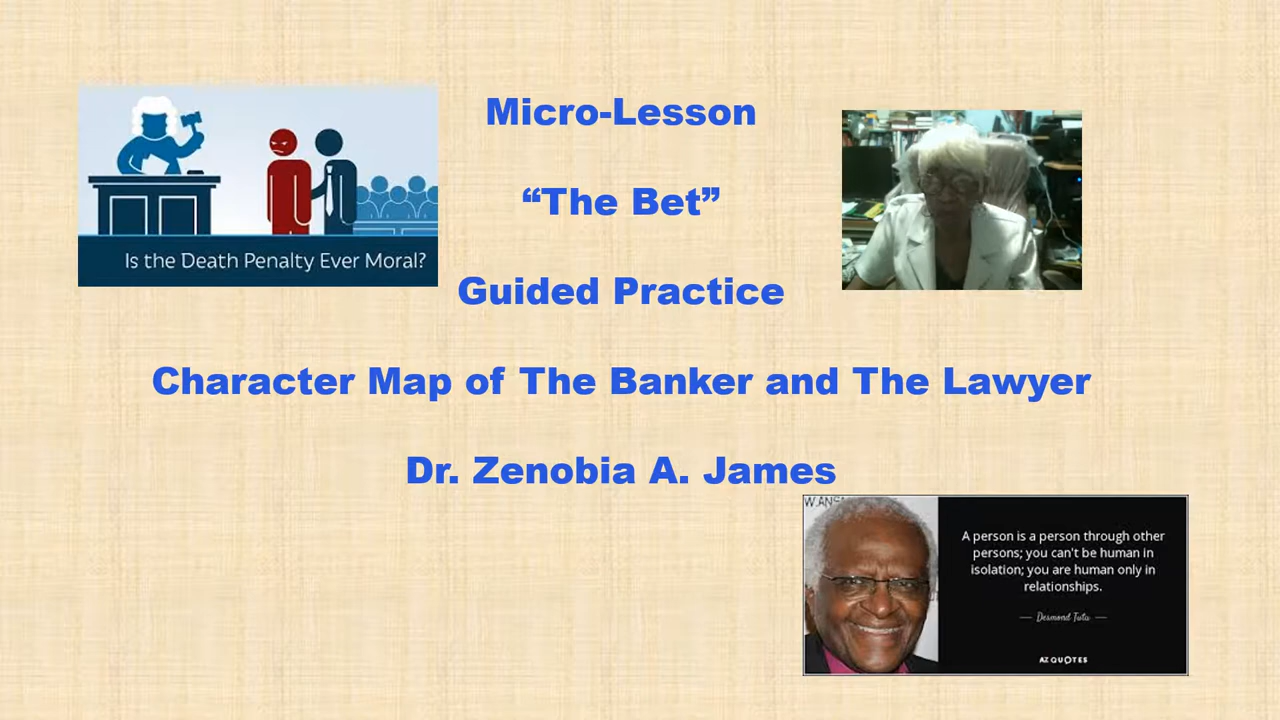 Micro-Lesson
“The Bet”
Guided Practice
Character Map of The Banker and The Lawyer
Dr. Zenobia A. James
Is the Death Penalty Ever Moral?
A person is a person through other
persons; you can't be human in
isolation; you are human only in
relationships.
— Desmond Tutu —
AZ QUOTES